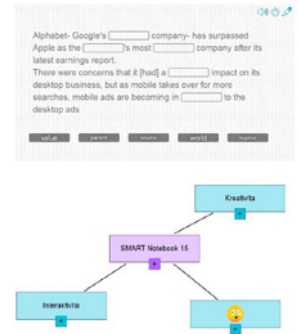 Alphabet- Google's company- has surpassed
Apple as the 's most company after its
latest earnings report.
There were concerns that it [had] a impact on its
desktop business, but as mobile takes over for more
searches, mobile ads are becoming in to the
desktop ads
value parent world
Kreativita
SMART Notebook 15
Interaktivita